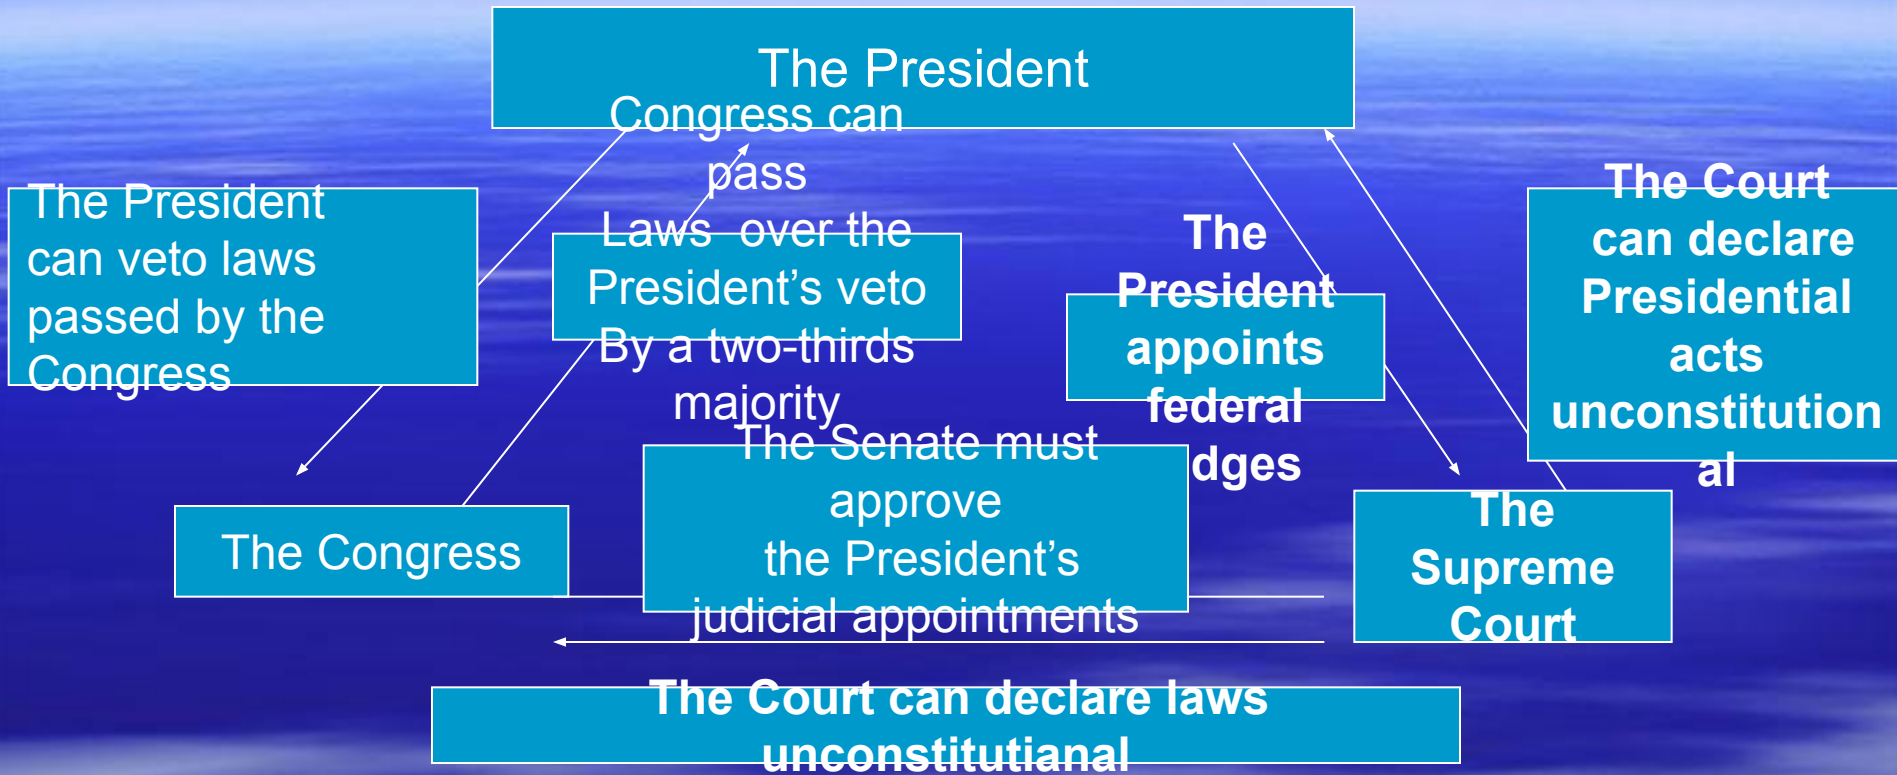 The President
The President
can veto laws
passed by the
Congress
Congress can
pass
Laws over the
President’s veto
By a two-thirds
majority
The
President
appoints
federal
dges
The Court
can declare
Presidential
acts
unconstitution
al
The Congress
The Senate must
approve
the President’s
judicial appointments
The
Supreme
Court
The Court can declare laws
unconstitutianal